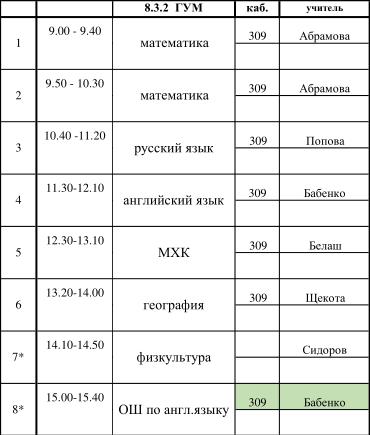 8.3.2 ГУМ каб. учитель
1 9.00 - 9.40 математика 309 Абрамова
2 9.50 - 10.30 математика 309 Абрамова
3 10.40 -11.20 русский язык 309 Попова
4 11.30-12.10 английский язык 309 Бабенко
5 12.30-13.10 МХК 309 Белаш
6 13.20-14.00 география 309 Щекота
7* 14.10-14.50 физкультура Сидоров
8* 15.00-15.40 ОШ по англ.языку 309 Бабенко